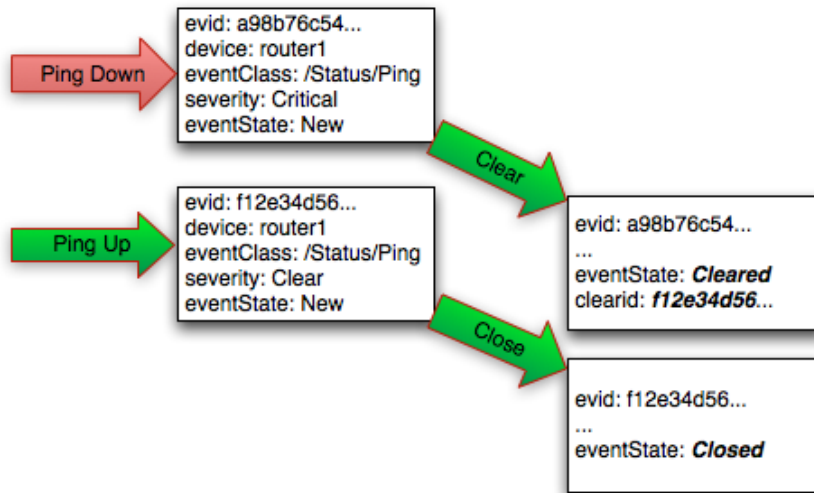 Ping Down
evid: a98b76c54...
device: router1
eventClass: /Status/Ping
severity: Critical
eventState: New
Clear
Ping Up
evid: f12e34d56...
device: router1
eventClass: /Status/Ping
severity: Clear
eventState: New
Close
evid: a98b76c54...
...
eventState: Cleared
clearid: f12e34d56...
evid: f12e34d56...
...
eventState: Closed